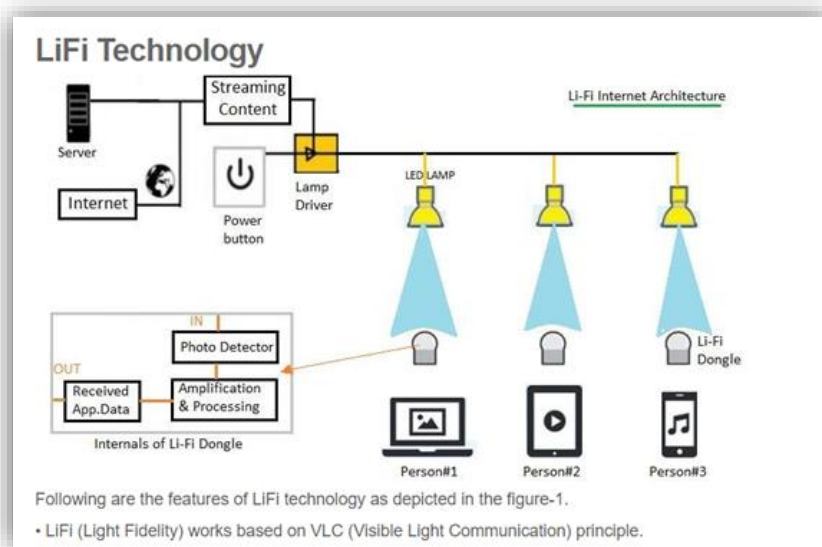 LiFi Technology
Streaming
Content
Li-Fi Internet Architecture
Server
Internet
Power
button
Lamp
Driver
LED LAMP
IN
Photo Detector
OUT
Received
App.Data
Amplification
& Processing
Internals of Li-Fi Dongle
Li-Fi
Dongle
Person#1
Person#2
Person#3
Following are the features of LiFi technology as depicted in the figure-1.
• LiFi (Light Fidelity) works based on VLC (Visible Light Communication) principle.